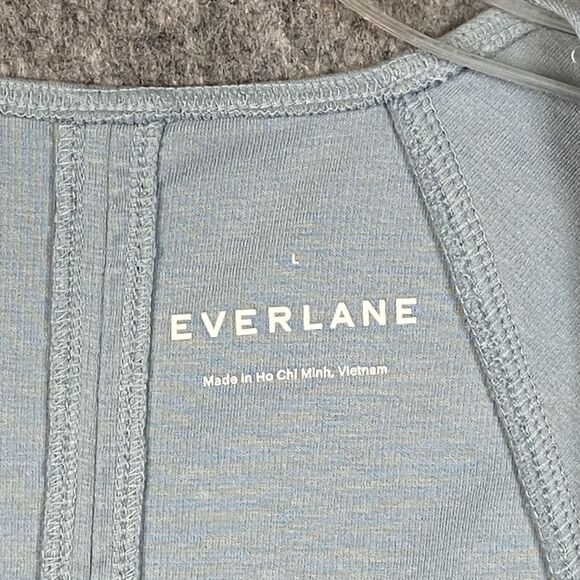 L
EVERLANE
Made in Ho Chi Minh, Vietnam